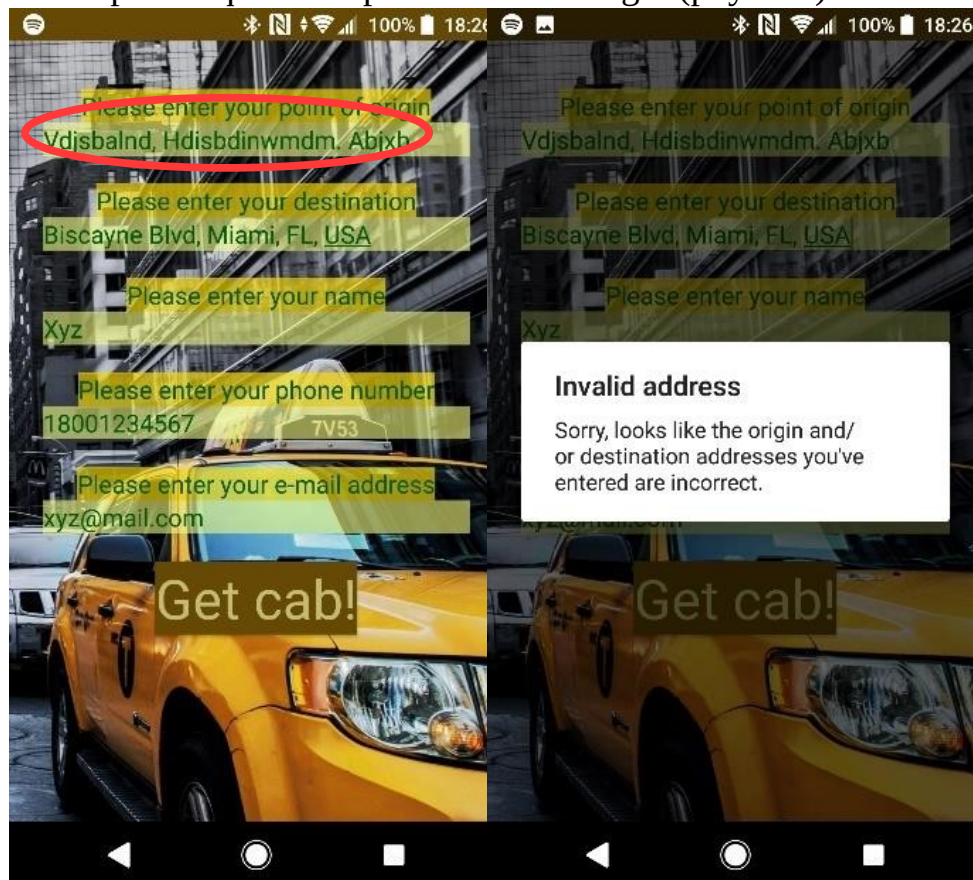 100% 18:26
Please enter your point of origin
Vdjsbalnd, Hdisbdinwmdm. Abjxb
Please enter your destination
Biscayne Blvd, Miami, FL, USA
Please enter your name
Xyz
Please enter your phone number
18001234567
7V53
Please enter your e-mail address
xyz@mail.com
Get cab!
100% 18:26
Please enter your point of origin
Vdjsbalnd, Hdisbdinwmdm. Abjxb
Please enter your destination
Biscayne Blvd, Miami, FL, USA
Please enter your name
Xyz
Invalid address
Sorry, looks like the origin and/
or destination addresses you've
entered are incorrect.
xyz@mail.com
Get cab!